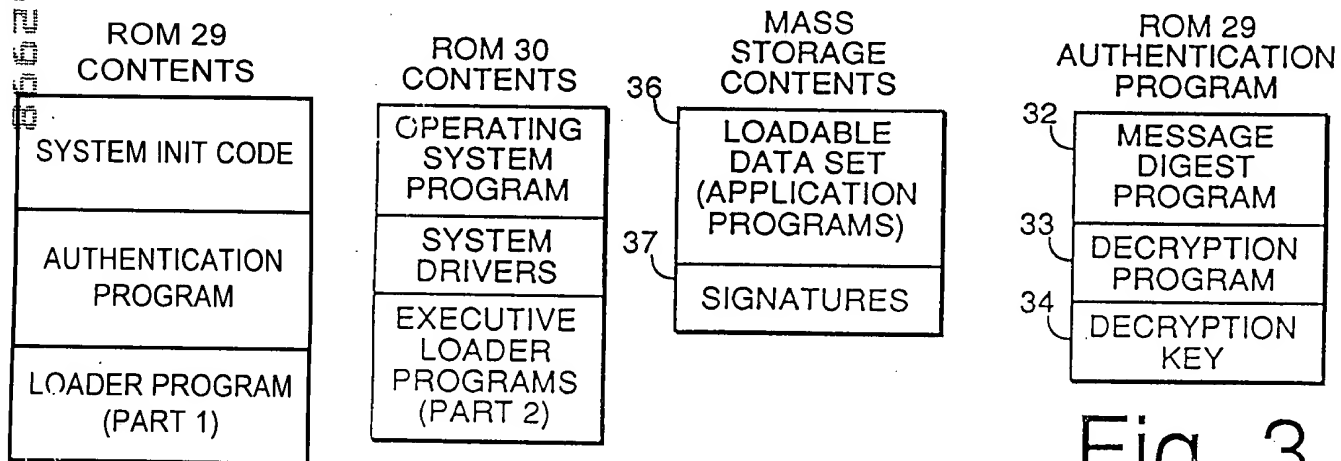 ROM 29
CONTENTS
SYSTEM INIT CODE
AUTHENTICATION
PROGRAM
LOADER PROGRAM
(PART 1)
ROM 30
CONTENTS
OPERATING
SYSTEM
PROGRAM
SYSTEM
DRIVERS
EXECUTIVE
LOADER
PROGRAMS
(PART 2)
MASS
STORAGE
CONTENTS
36
LOADABLE
DATA SET
(APPLICATION
PROGRAMS)
37
SIGNATURES
ROM 29
AUTHENTICATION
PROGRAM
32
MESSAGE
DIGEST
PROGRAM
33
DECRYPTION
PROGRAM
34
DECRYPTION
KEY
Fig. 3